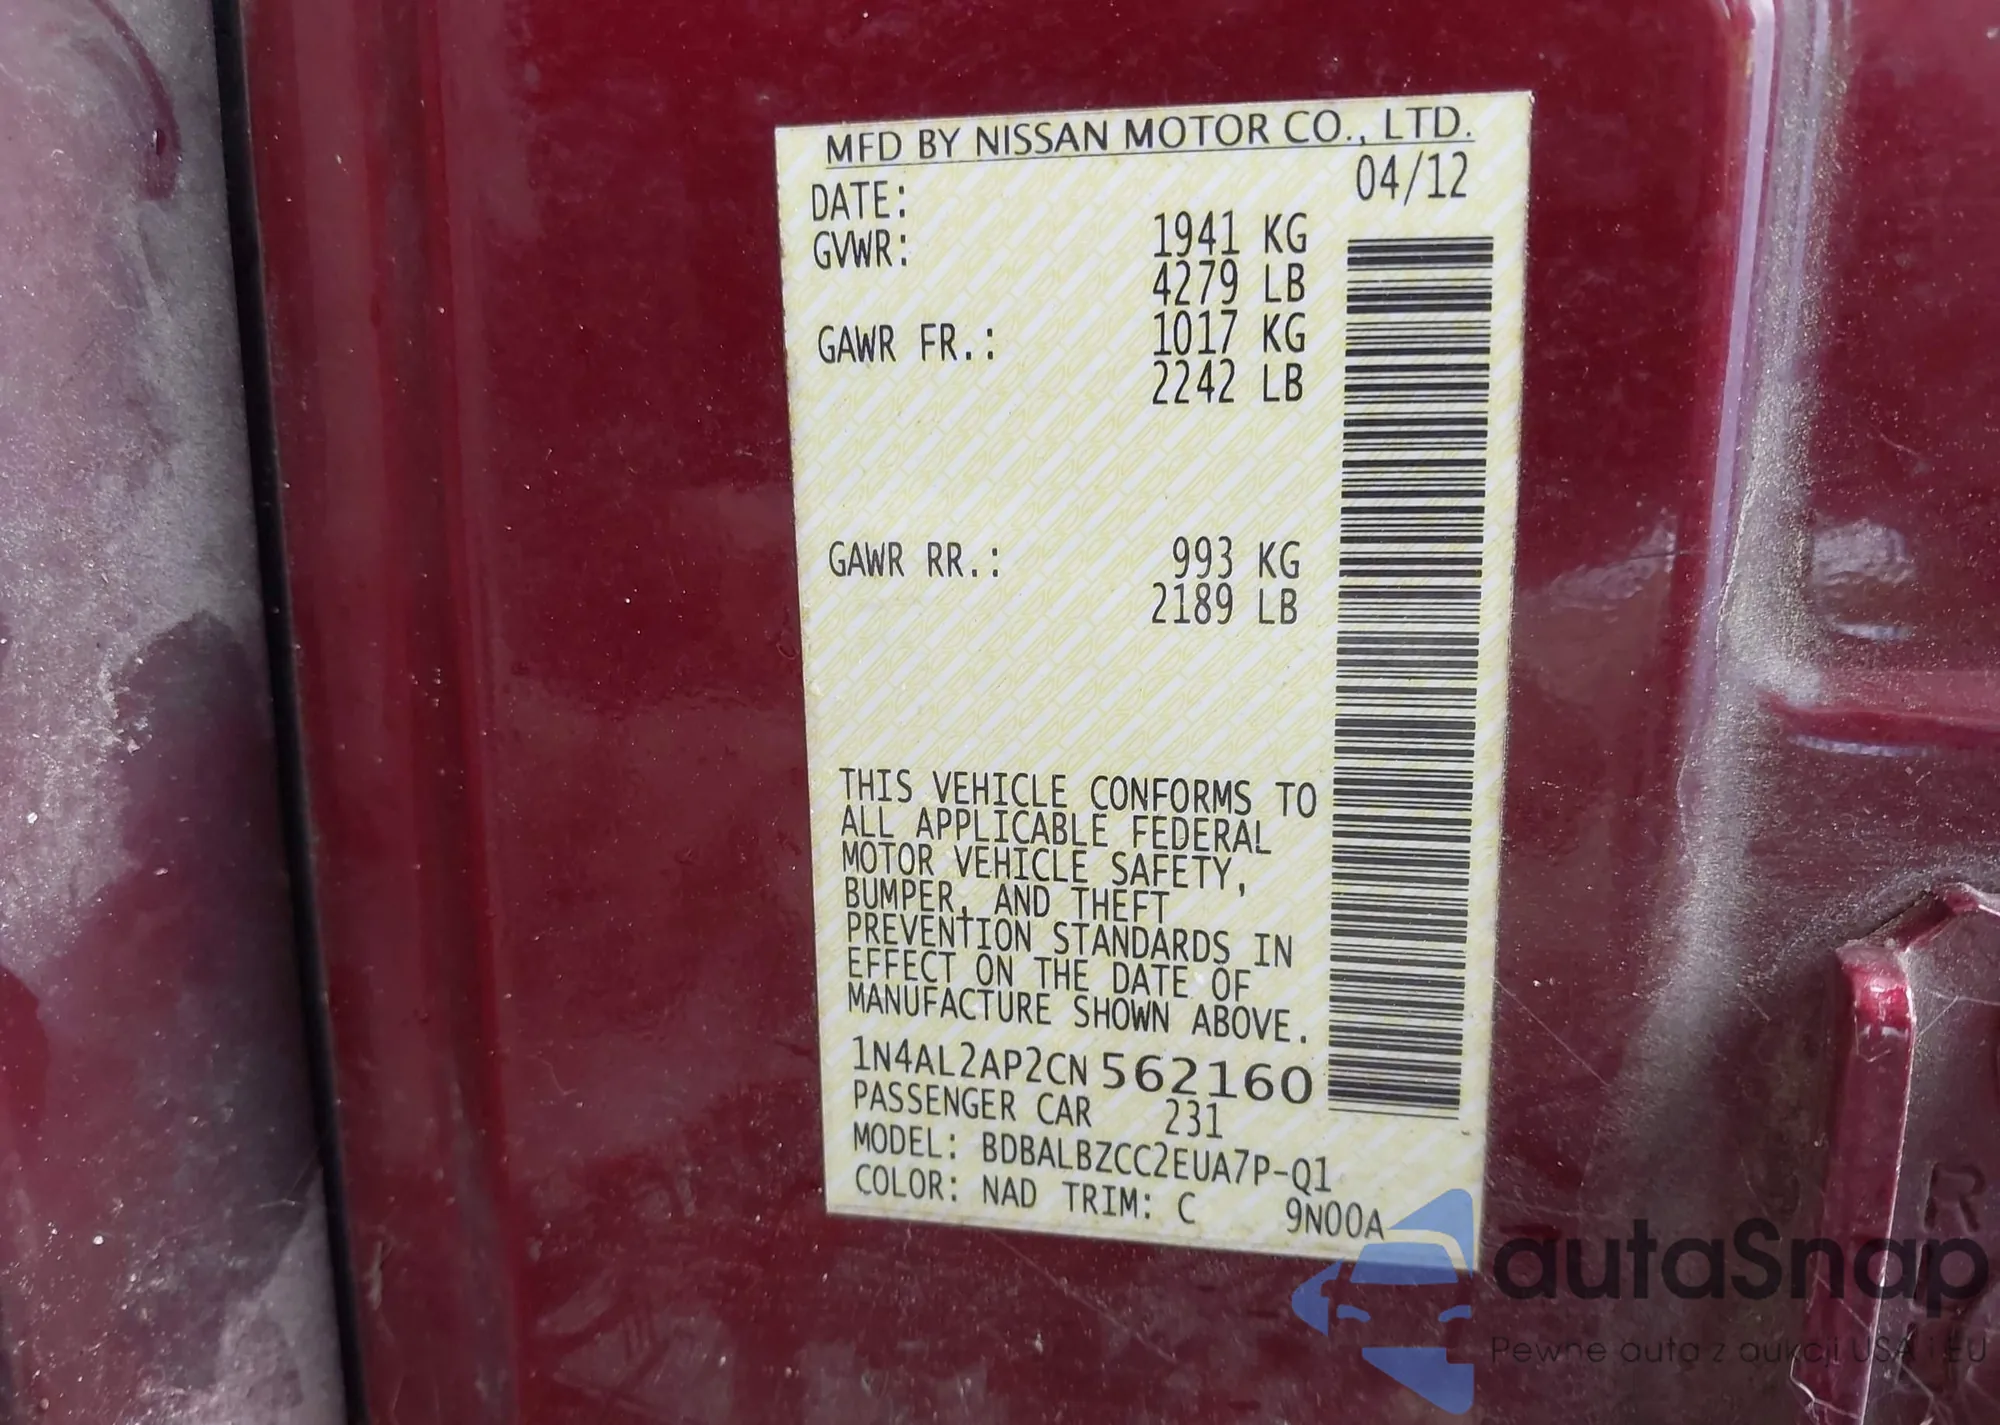 MFD BY NISSAN MOTOR CO., LTD.
DATE: 04/12
GVWR: 1941 KG
4279 LB
GAWR FR.: 1017 KG
2242 LB
GAWR RR.: 993 KG
2189 LB
THIS VEHICLE CONFORMS TO
ALL APPLICABLE FEDERAL
MOTOR VEHICLE SAFETY,
BUMPER, AND THEFT
PREVENTION STANDARDS IN
EFFECT ON THE DATE OF
MANUFACTURE SHOWN ABOVE.
1N4AL2AP2CN562160
PASSENGER CAR 231
MODEL: BDBALBZCC2EUA7P-Q1
COLOR: NAD TRIM: C 9N00A
autaSnap
Pewne auta z aukcji USA i EU
R